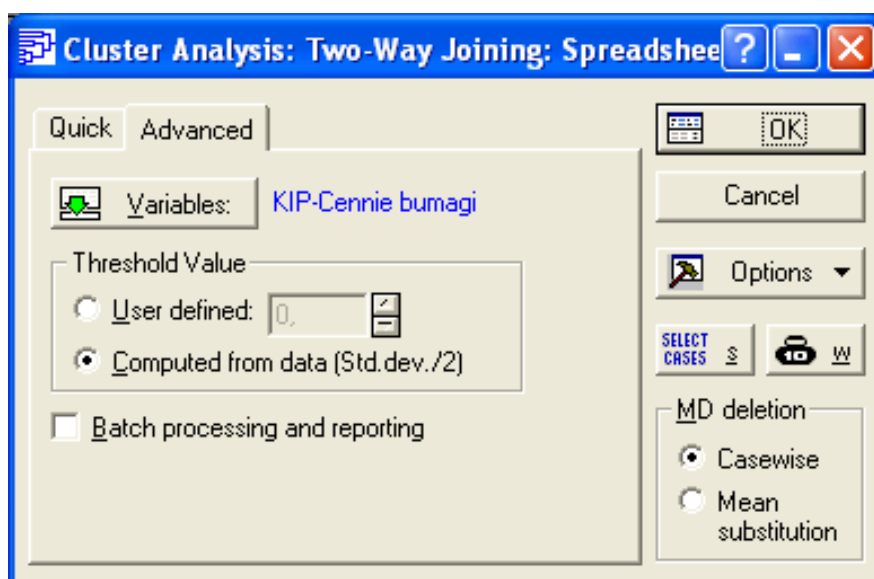 Cluster Analysis: Two-Way Joining: Spreadshee
Quick
Advanced
OK
Variables:
KIP-Cennie bumagi
Cancel
Threshold Value
Options
User defined:
0,
Computed from data (Std.dev./2)
SELECT CASES
S
W
Batch processing and reporting
MD deletion
Casewise
Mean
substitution